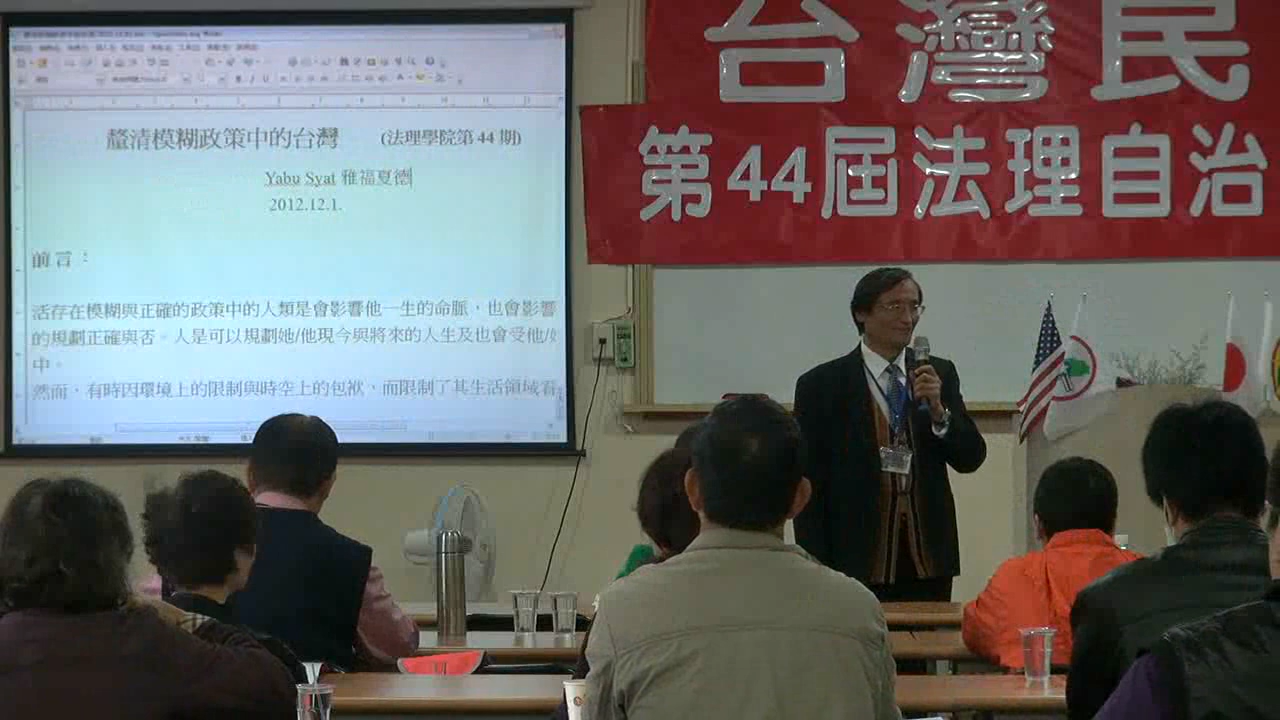 釐清模糊政策中的台灣 (法理學院第 44 期)
Yabu Syat 雅福夏德
2012.12.1.
前言：
活存在模糊與正確的政策中的人類是會影響他一生的命脈，也會影響
的規劃正確與否。人是可以規劃她/他現今與將來的人生及也會受他/
中。
然而，有時因環境上的限制與時空上的包袱，而限制了其生活領域看
台灣民
第44屆法理自治